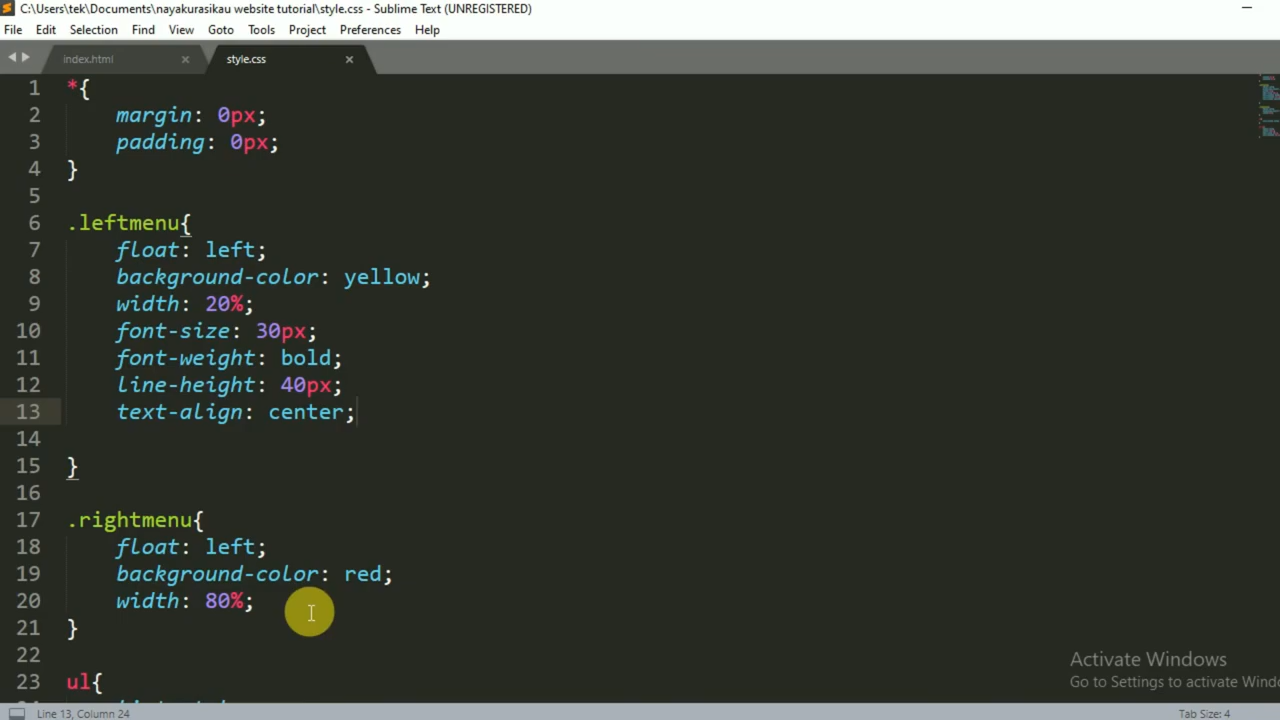 C:\Users\tek\Documents\nayakurasikau website tutorial\style.css - Sublime Text (UNREGISTERED)
File Edit Selection Find View Goto Tools Project Preferences Help
index.html style.css
1 *{
2 margin: 0px;
3 padding: 0px;
4 }
5
6 .leftmenu{
7 float: left;
8 background-color: yellow;
9 width: 20%;
10 font-size: 30px;
11 font-weight: bold;
12 line-height: 40px;
13 text-align: center;
14
15 }
16
17 .rightmenu{
18 float: left;
19 background-color: red;
20 width: 80%;
21 }
22
23 ul{
Activate Windows
Go to Settings to activate Wind
Line 13, Column 24 Tab Size: 4